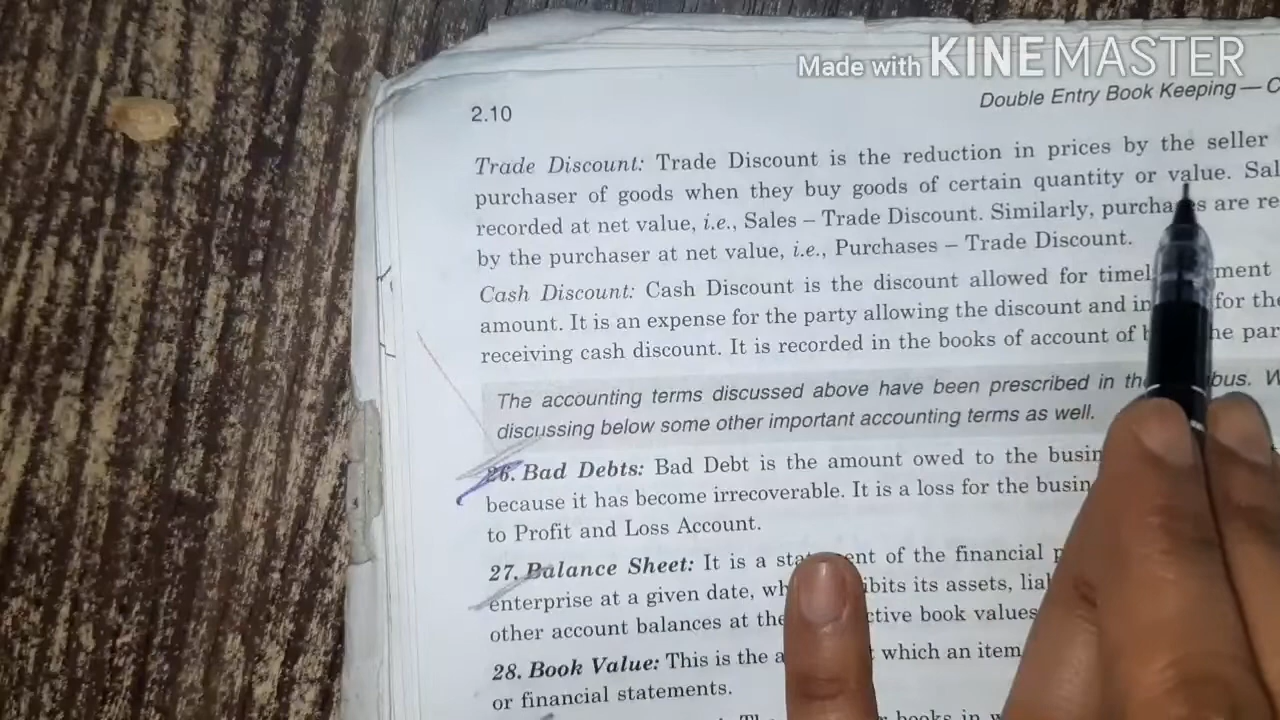 Made with KINEMASTER
2.10
Double Entry Book Keeping — C
Trade Discount: Trade Discount is the reduction in prices by the seller
purchaser of goods when they buy goods of certain quantity or value. Sal
recorded at net value, i.e., Sales – Trade Discount. Similarly, purchases are re
by the purchaser at net value, i.e., Purchases – Trade Discount.
Cash Discount: Cash Discount is the discount allowed for timel ment
amount. It is an expense for the party allowing the discount and in for the
receiving cash discount. It is recorded in the books of account of he par
The accounting terms discussed above have been prescribed in th bus. W
discussing below some other important accounting terms as well.
26. Bad Debts: Bad Debt is the amount owed to the busin
because it has become irrecoverable. It is a loss for the busin
to Profit and Loss Account.
27. Balance Sheet: It is a statement of the financial p
enterprise at a given date, wh ibits its assets, lial
other account balances at the ctive book values
28. Book Value: This is the a which an item
or financial statements.
books in w